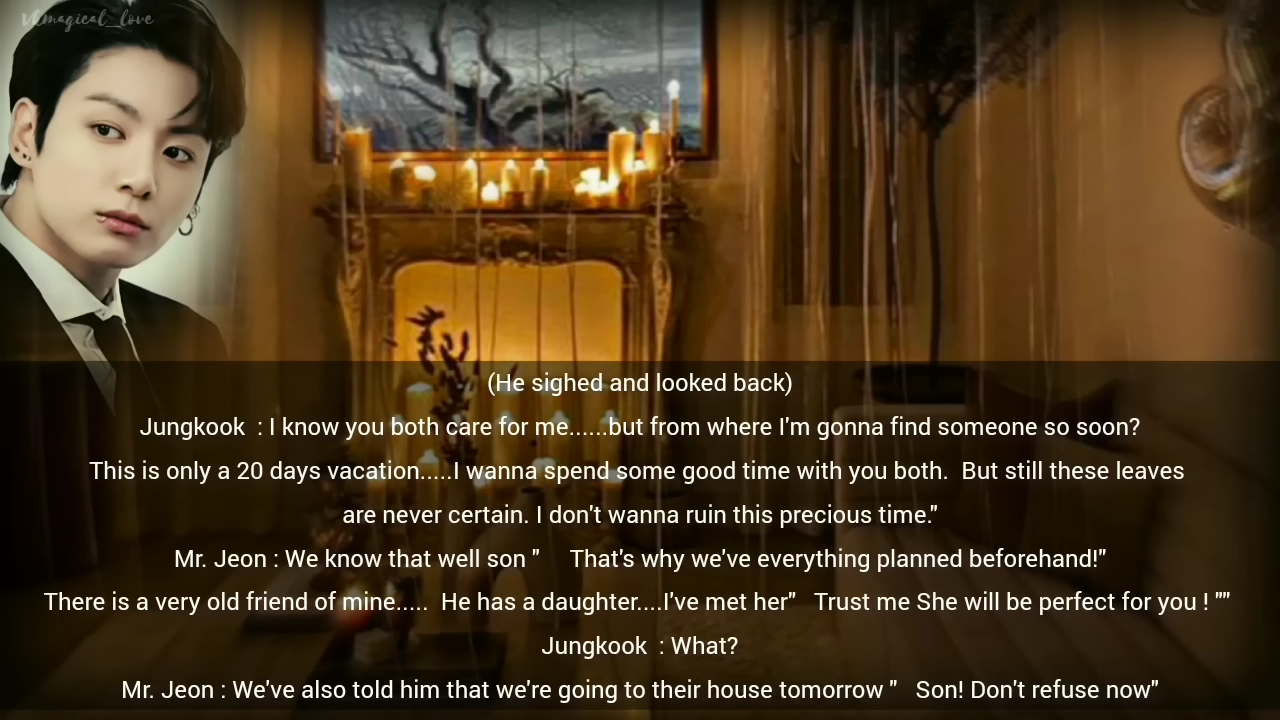 Vkmagical_love
(He sighed and looked back)
Jungkook : I know you both care for me......but from where I'm gonna find someone so soon?
This is only a 20 days vacation.....I wanna spend some good time with you both. But still these leaves
are never certain. I don't wanna ruin this precious time."
Mr. Jeon : We know that well son " That's why we've everything planned beforehand!"
There is a very old friend of mine..... He has a daughter....I've met her" Trust me She will be perfect for you ! ""
Jungkook : What?
Mr. Jeon : We've also told him that we're going to their house tomorrow " Son! Don't refuse now"